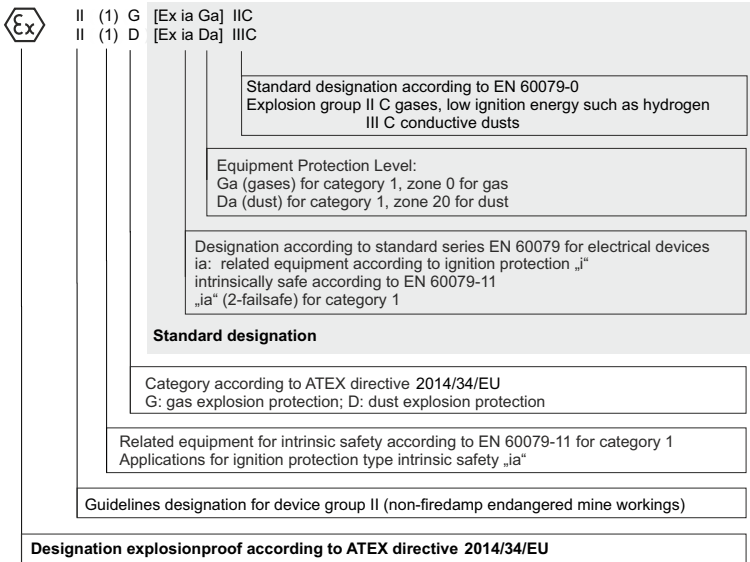 Ex
II (1) G [Ex ia Ga] IIC
II (1) D [Ex ia Da] IIIC
Standard designation according to EN 60079-0
Explosion group II C gases, low ignition energy such as hydrogen
III C conductive dusts
Equipment Protection Level:
Ga (gases) for category 1, zone 0 for gas
Da (dust) for category 1, zone 20 for dust
Designation according to standard series EN 60079 for electrical devices
ia: related equipment according to ignition protection „i“
intrinsically safe according to EN 60079-11
„ia“ (2-failsafe) for category 1
Standard designation
Category according to ATEX directive 2014/34/EU
G: gas explosion protection; D: dust explosion protection
Related equipment for intrinsic safety according to EN 60079-11 for category 1
Applications for ignition protection type intrinsic safety „ia“
Guidelines designation for device group II (non-firedamp endangered mine workings)
Designation explosionproof according to ATEX directive 2014/34/EU